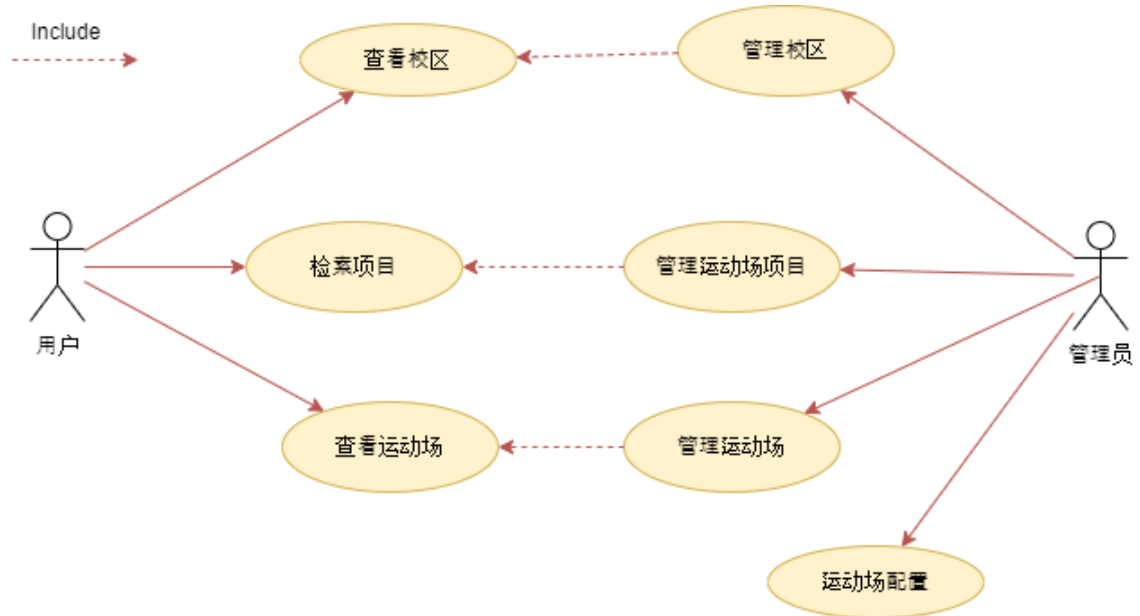 Include
查看校区
管理校区
检索项目
管理运动场项目
用户
管理员
查看运动场
管理运动场
运动场配置